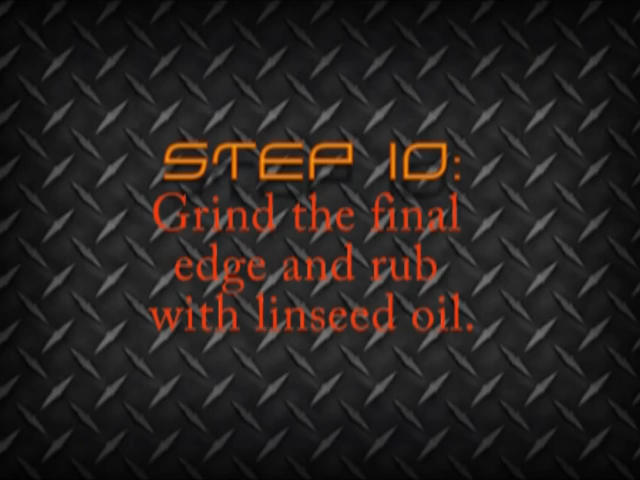 STEP 10:
Grind the final
edge and rub
with linseed oil.